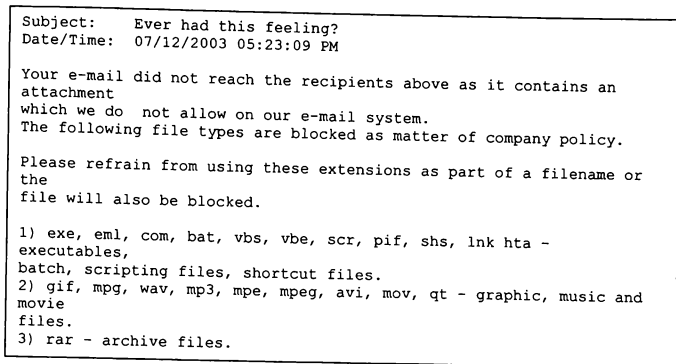 Subject: Ever had this feeling?
Date/Time: 07/12/2003 05:23:09 PM
Your e-mail did not reach the recipients above as it contains an
attachment
which we do not allow on our e-mail system.
The following file types are blocked as matter of company policy.
Please refrain from using these extensions as part of a filename or
the
file will also be blocked.
1) exe, eml, com, bat, vbs, vbe, scr, pif, shs, lnk hta -
executables,
batch, scripting files, shortcut files.
2) gif, mpg, wav, mp3, mpe, mpeg, avi, mov, qt - graphic, music and
movie
files.
3) rar - archive files.